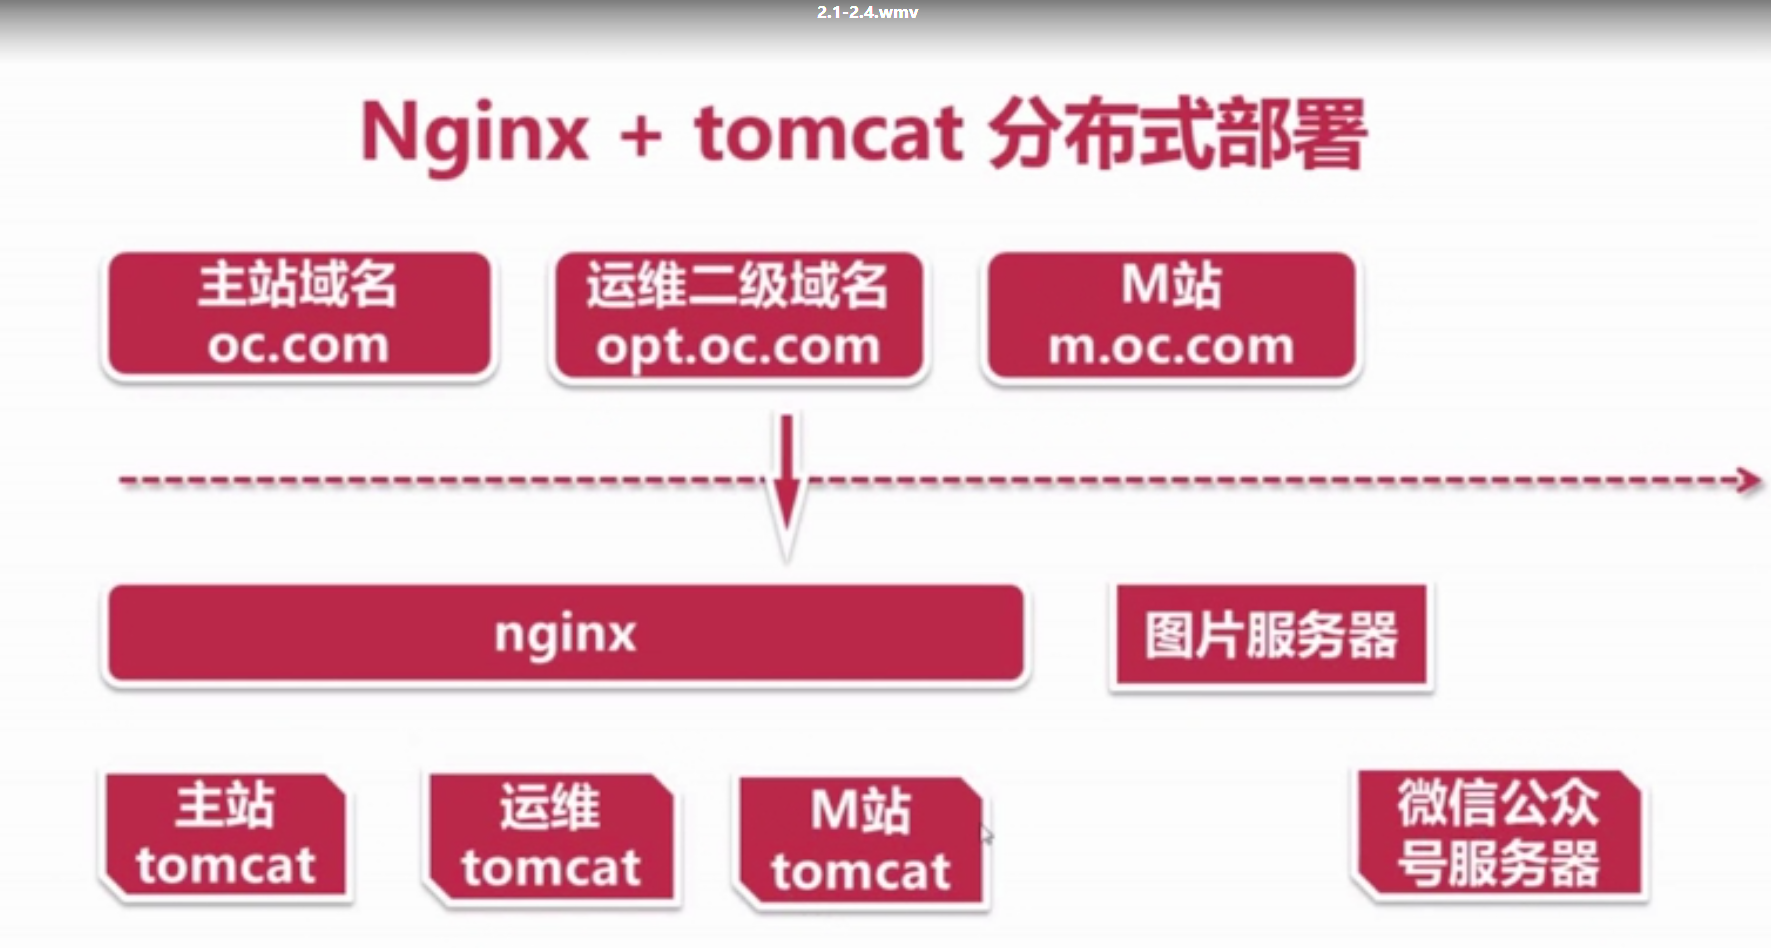 2.1-2.4.wmv
Nginx + tomcat 分布式部署
主站域名
oc.com
运维二级域名
opt.oc.com
M站
m.oc.com
nginx
图片服务器
主站
tomcat
运维
tomcat
M站
tomcat
微信公众
号服务器